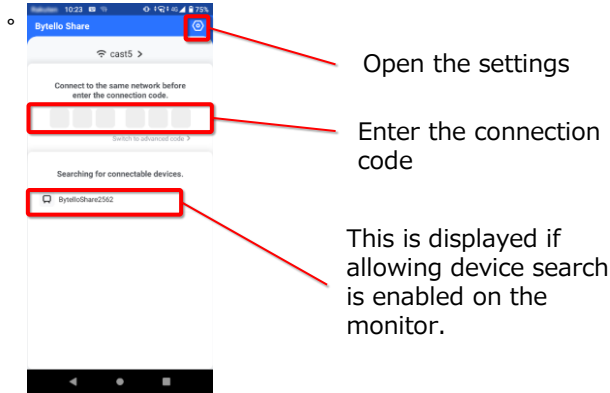 10:23
75%
Bytello Share
cast5 >
Connect to the same network before
enter the connection code.
Switch to advanced code >
Searching for connectable devices.
BytelloShare2562
Open the settings
Enter the connection
code
This is displayed if
allowing device search
is enabled on the
monitor.